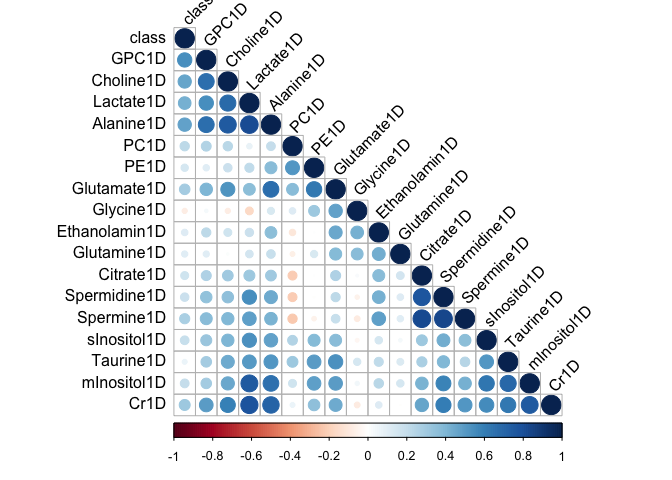 class
GPC1D
Choline1D
Lactate1D
Alanine1D
PC1D
PE1D
Glutamate1D
Glycine1D
Ethanolamin1D
Glutamine1D
Citrate1D
Spermidine1D
Spermine1D
sInositol1D
Taurine1D
mInositol1D
Cr1D
class
GPC1D
Choline1D
Lactate1D
Alanine1D
PC1D
PE1D
Glutamate1D
Glycine1D
Ethanolamin1D
Glutamine1D
Citrate1D
Spermidine1D
Spermine1D
sInositol1D
Taurine1D
mInositol1D
Cr1D
-1 -0.8 -0.6 -0.4 -0.2 0 0.2 0.4 0.6 0.8 1